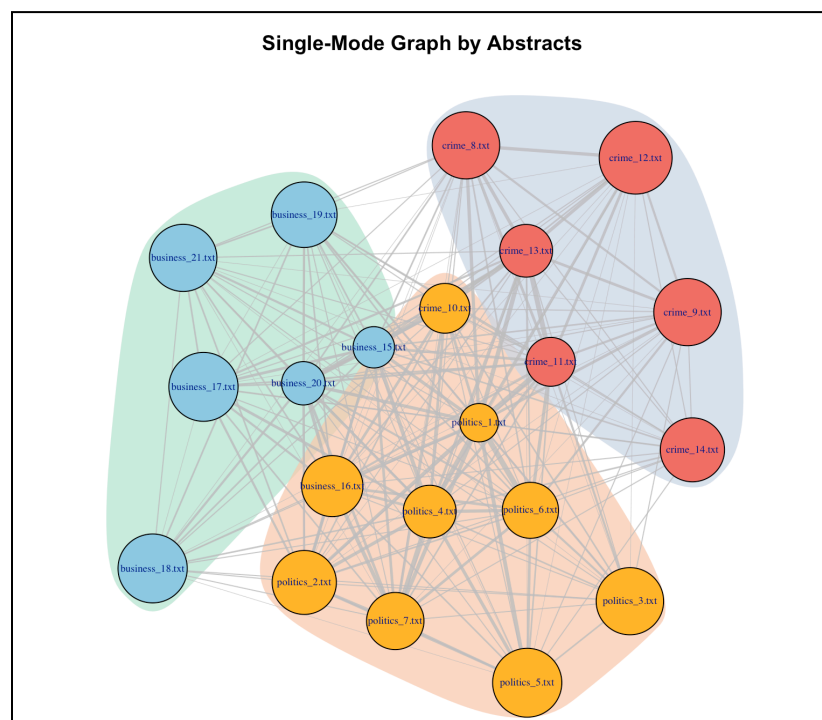 Single-Mode Graph by Abstracts
crime_8.txt
crime_12.txt
business_19.txt
crime_13.txt
business_21.txt
crime_10.txt
crime_9.txt
business_15.txt
crime_11.txt
business_20.txt
business_17.txt
politics_1.txt
crime_14.txt
business_16.txt
politics_4.txt
politics_6.txt
business_18.txt
politics_2.txt
politics_3.txt
politics_7.txt
politics_5.txt